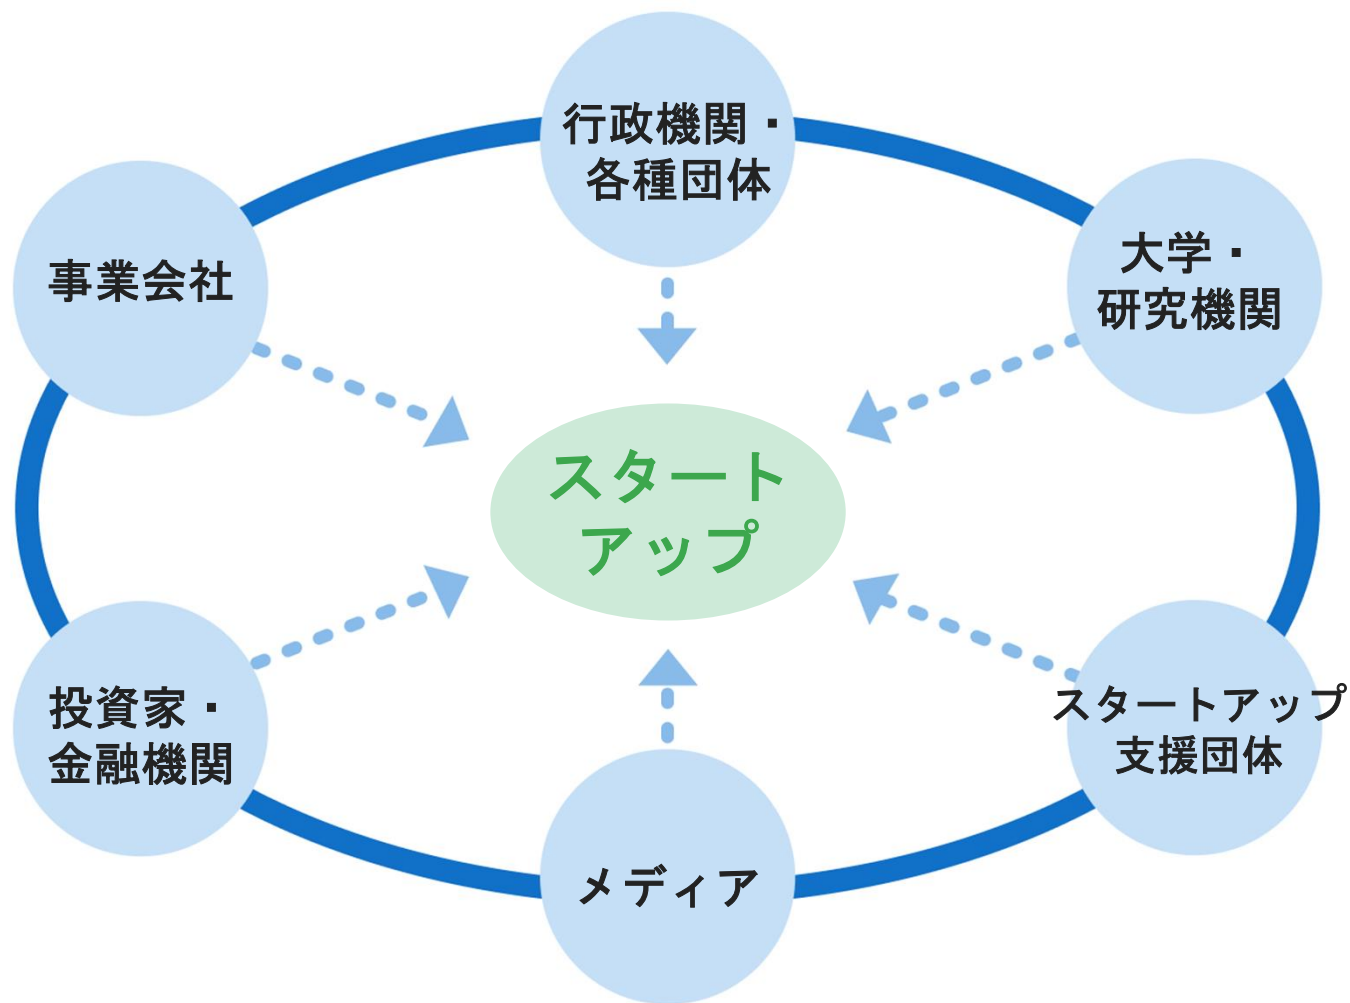 行政機関・
各種団体
事業会社
大学・
研究機関
スタート
アップ
投資家・
金融機関
スタートアップ
支援団体
メディア